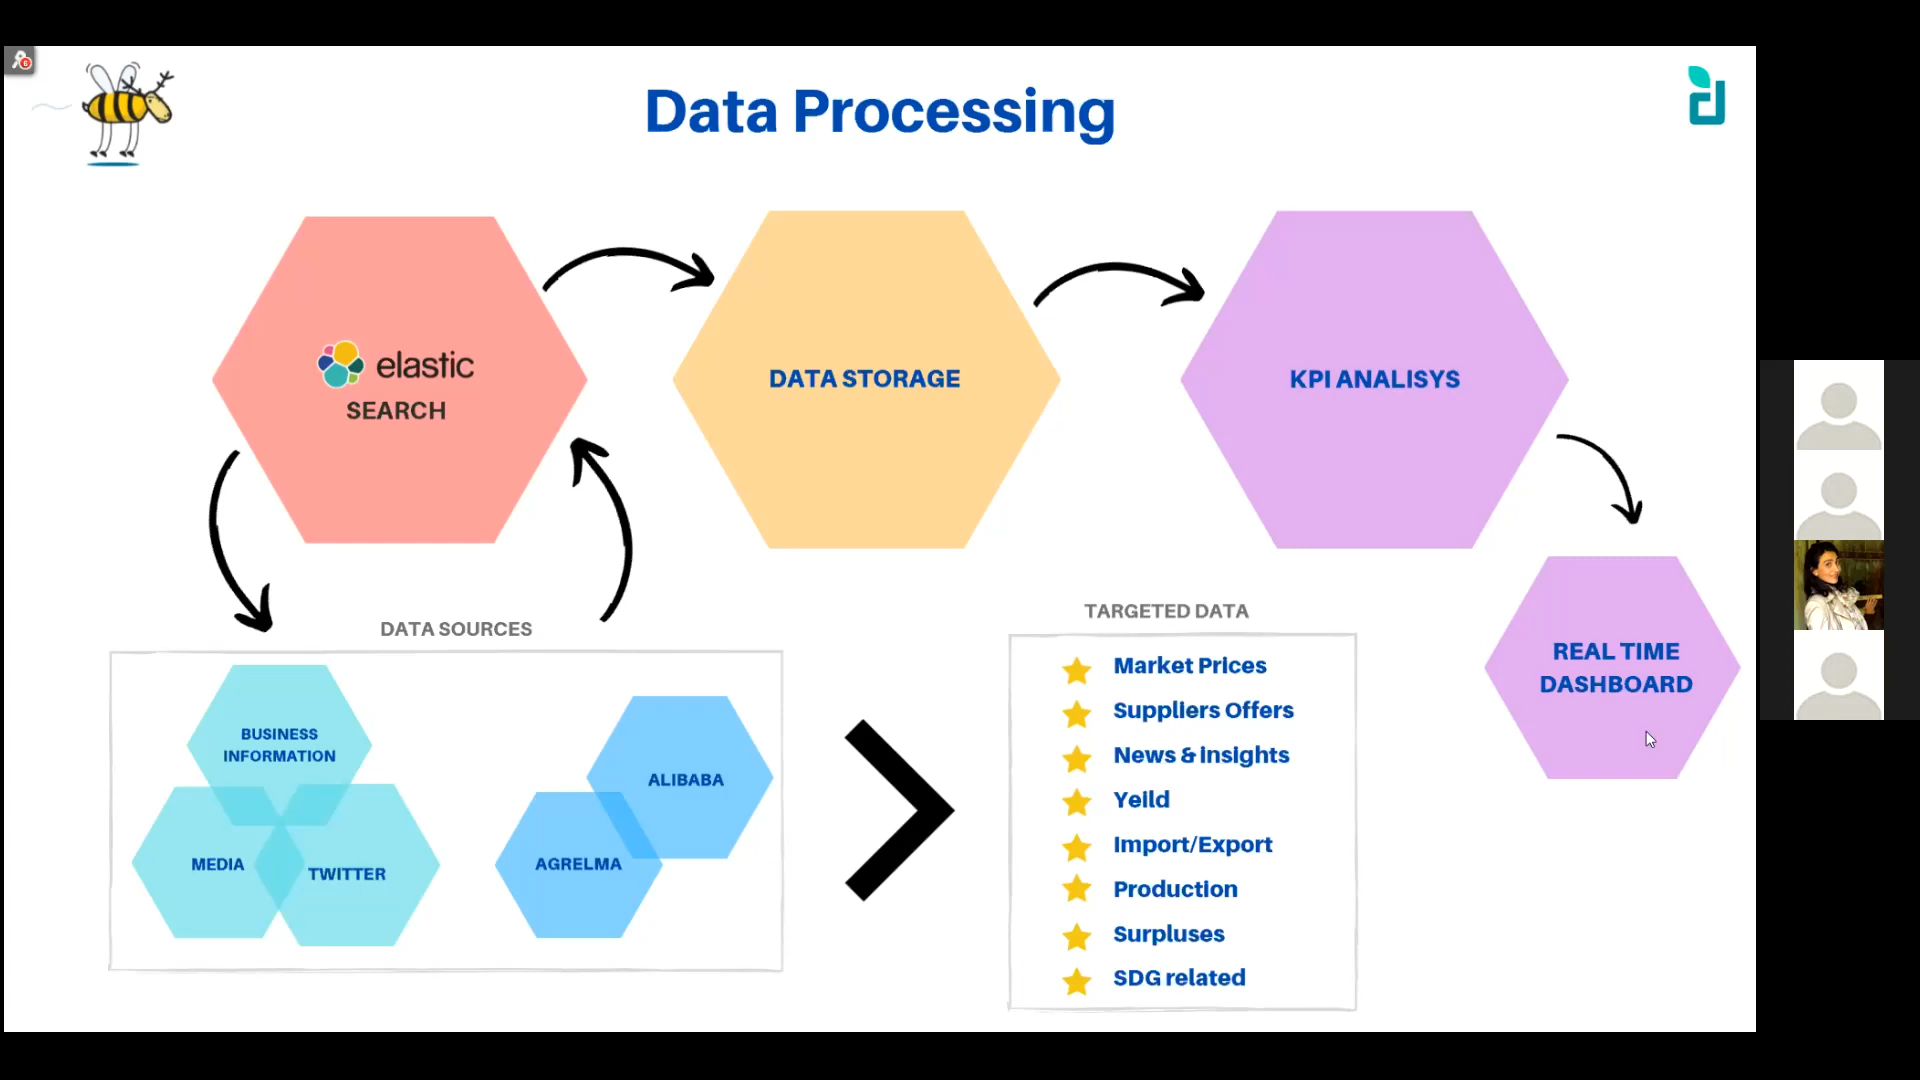 Data Processing
elastic
SEARCH
DATA STORAGE
KPI ANALISYS
DATA SOURCES
BUSINESS
INFORMATION
MEDIA
TWITTER
ALIBABA
AGRELMA
TARGETED DATA
Market Prices
Suppliers Offers
News & insights
Yeild
Import/Export
Production
Surpluses
SDG related
REAL TIME
DASHBOARD